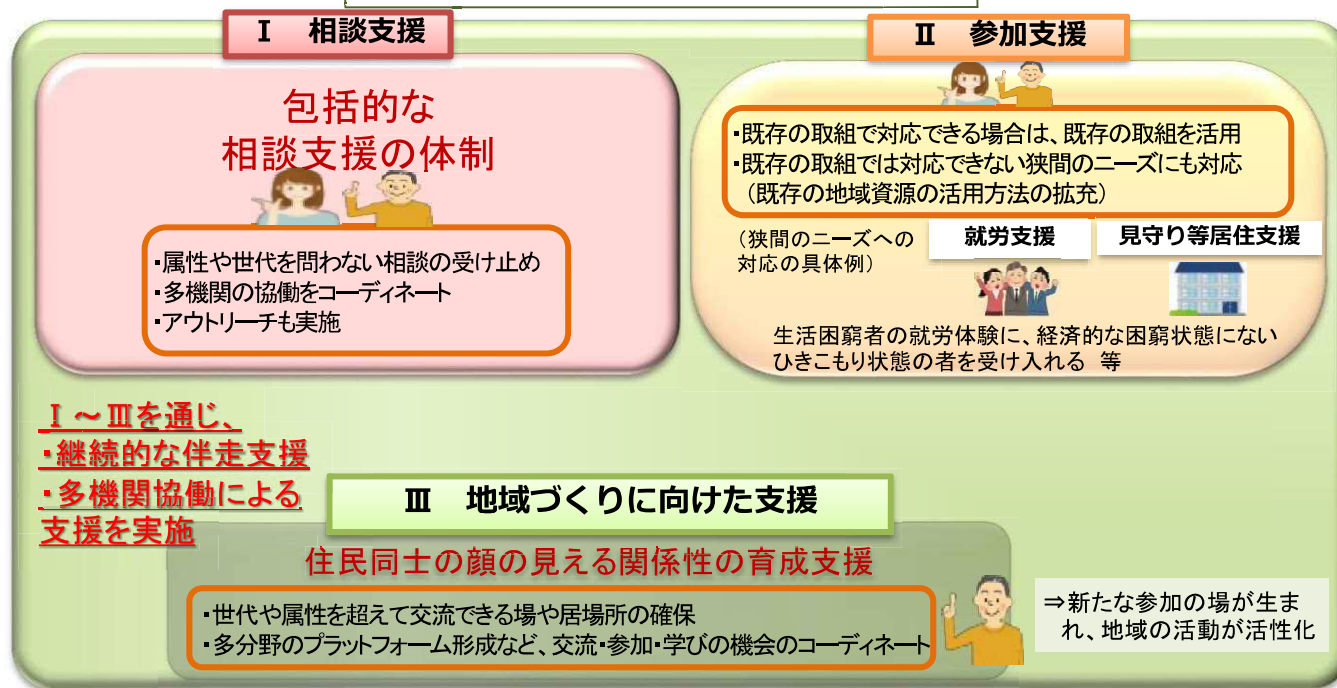 Ⅰ　相談支援
包括的な
相談支援の体制
・属性や世代を問わない相談の受け止め
・多機関の協働をコーディネート
・アウトリーチも実施
Ⅱ　参加支援
・既存の取組で対応できる場合は、既存の取組を活用
・既存の取組では対応できない狭間のニーズにも対応
（既存の地域資源の活用方法の拡充）
（狭間のニーズへの
対応の具体例）
就労支援
見守り等居住支援
生活困窮者の就労体験に、経済的な困窮状態にない
ひきこもり状態の者を受け入れる 等
Ⅰ～Ⅲを通じ、
・継続的な伴走支援
・多機関協働による
支援を実施
Ⅲ　地域づくりに向けた支援
住民同士の顔の見える関係性の育成支援
・世代や属性を超えて交流できる場や居場所の確保
・多分野のプラットフォーム形成など、交流・参加・学びの機会のコーディネート
⇒新たな参加の場が生ま
れ、地域の活動が活性化